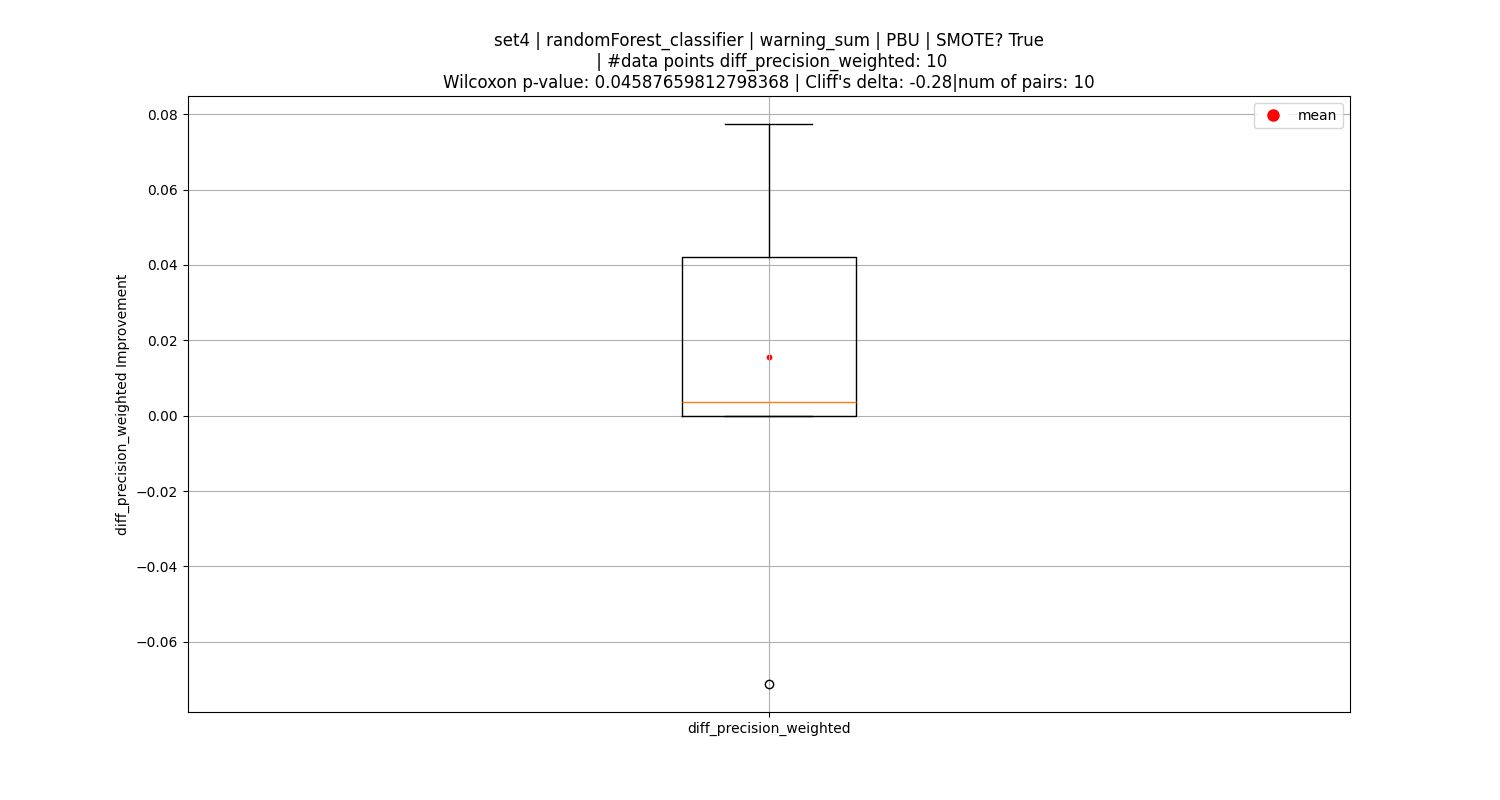 set4 | randomForest_classifier | warning_sum | PBU | SMOTE? True
| #data points diff_precision_weighted: 10
Wilcoxon p-value: 0.04587659812798368 | Cliff's delta: -0.28|num of pairs: 10
mean
0.08
0.06
0.04
0.02
0.00
−0.02
−0.04
−0.06
diff_precision_weighted Improvement
diff_precision_weighted